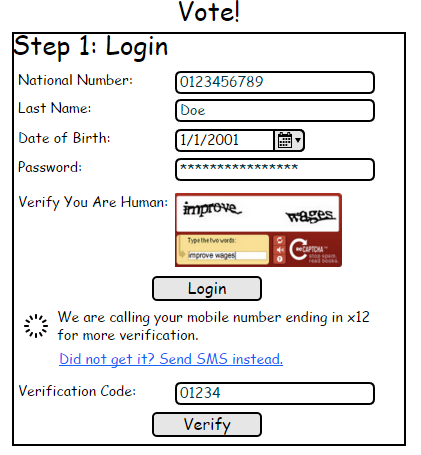 Vote!
Step 1: Login
National Number: 0123456789
Last Name: Doe
Date of Birth: 1/1/2001
Password: ****************
Verify You Are Human: improve wages
Type the two words:
improve wages
reCAPTCHA™
stop spam.
read books.
Login
We are calling your mobile number ending in x12
for more verification.
Did not get it? Send SMS instead.
Verification Code: 01234
Verify